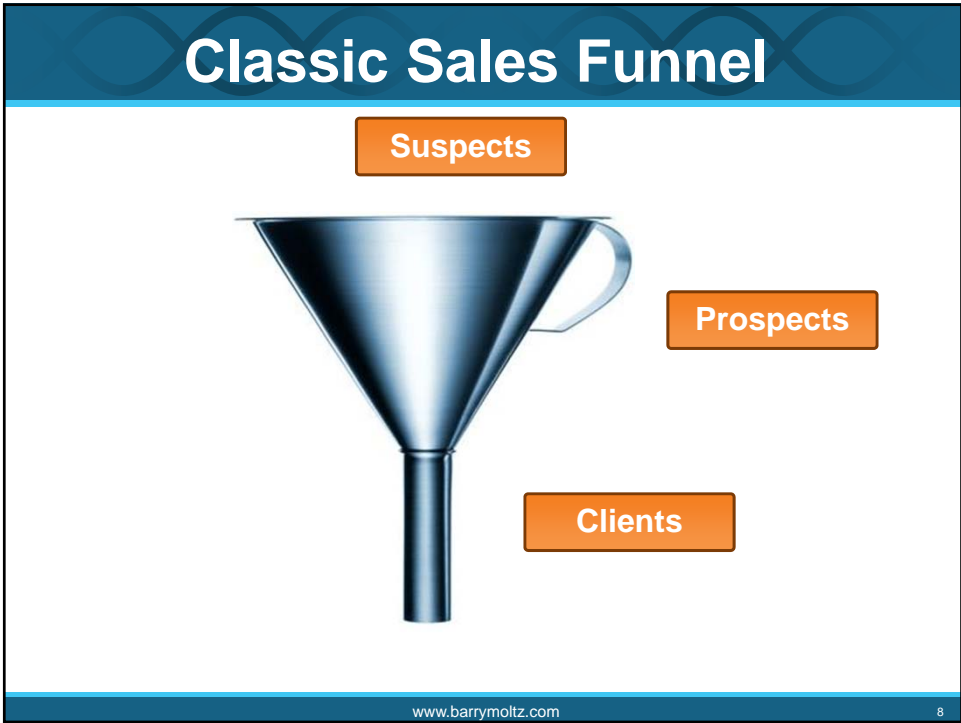 Classic Sales Funnel
Suspects
Prospects
Clients
www.barrymoltz.com
8